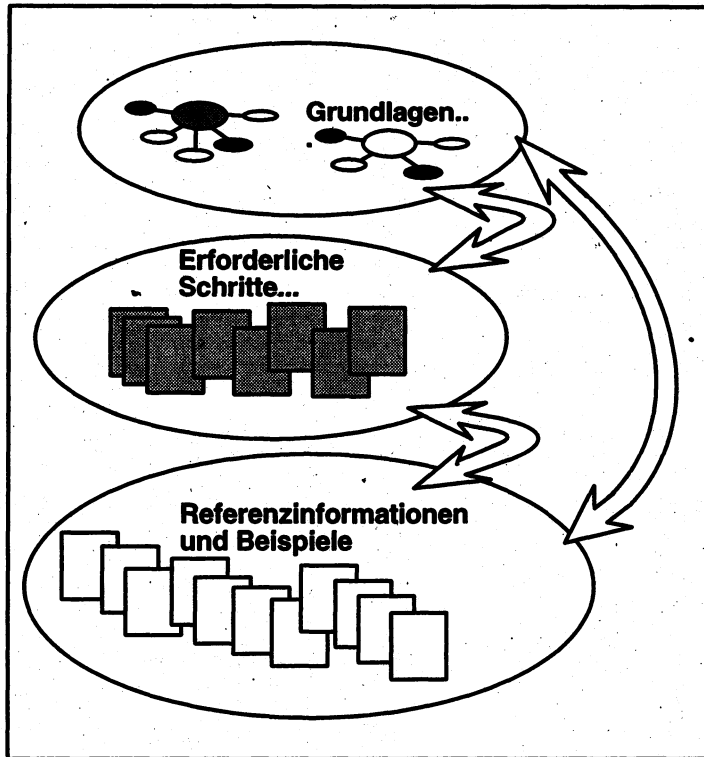 Grundlagen..
.
Erforderliche
Schritte...
Referenzinformationen
und Beispiele